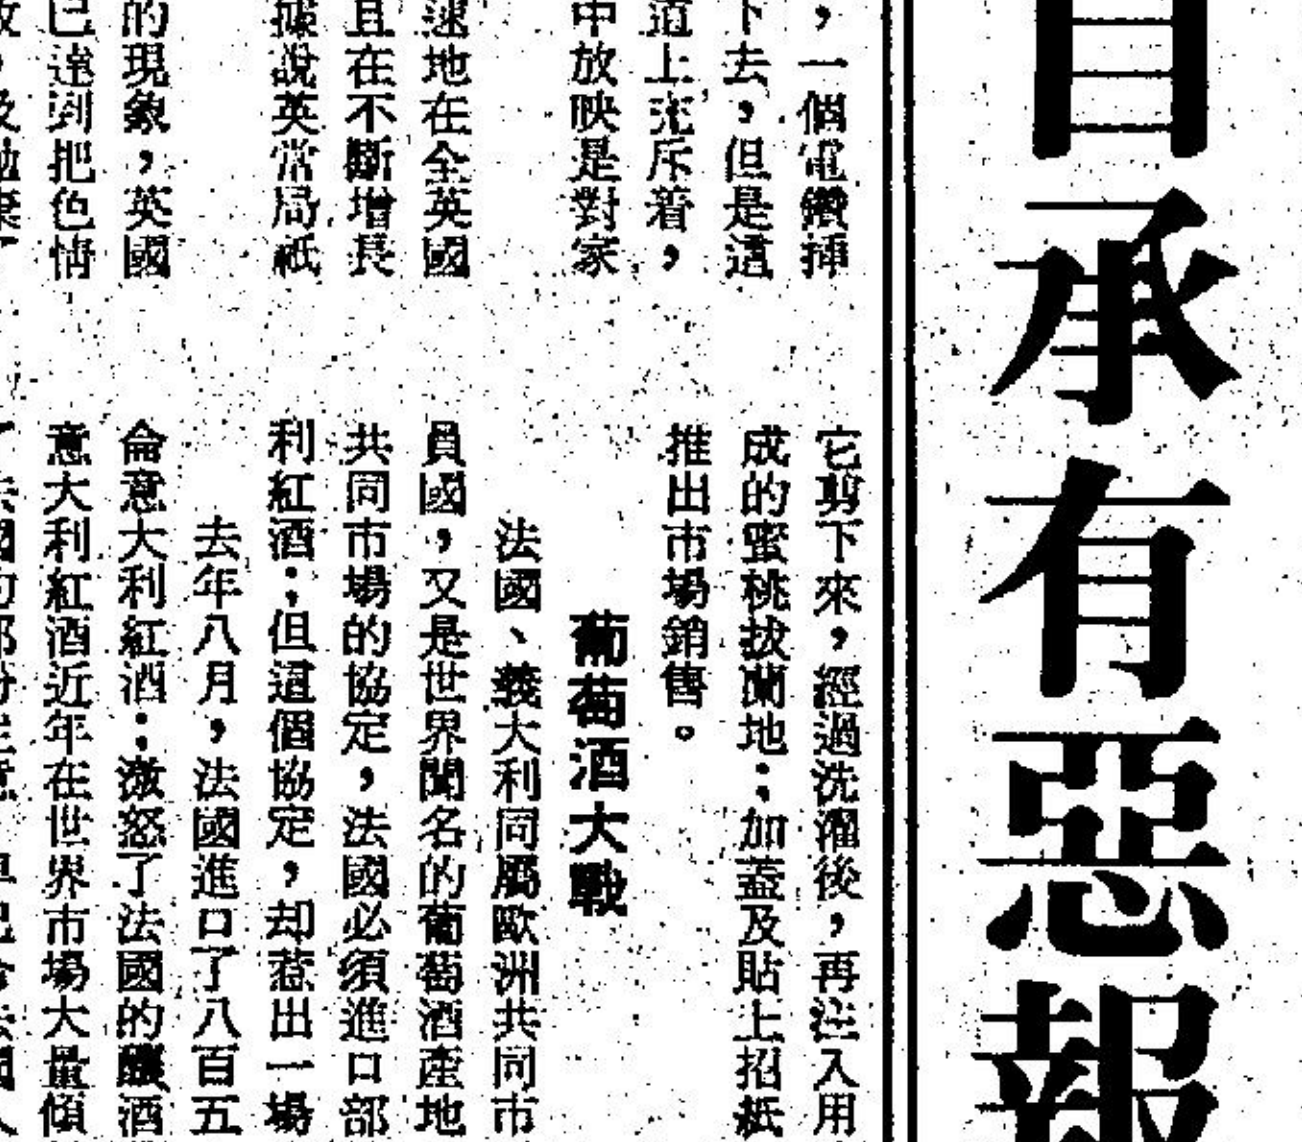 自承有惡報
，一個電鑽掉
下去，但是這
道上充斥着，
中放映是對家
速地在全英國
且在不斷增長
據說英當局祇
的現象，英國
已達到把色情
它剪下來，經過洗濯後，再注入用
成的蜜桃拔蘭地；加蓋及貼上招紙
推出市場銷售。
葡萄酒大戰
法國、義大利同屬歐洲共同市
員國，又是世界聞名的葡萄酒產地
共同市場的協定，法國必須進口部
利紅酒；但這個協定，却惹出一場
去年八月，法國進口了八百五
侖意大利紅酒；激怒了法國的釀酒
意大利紅酒近年在世界市場大量傾